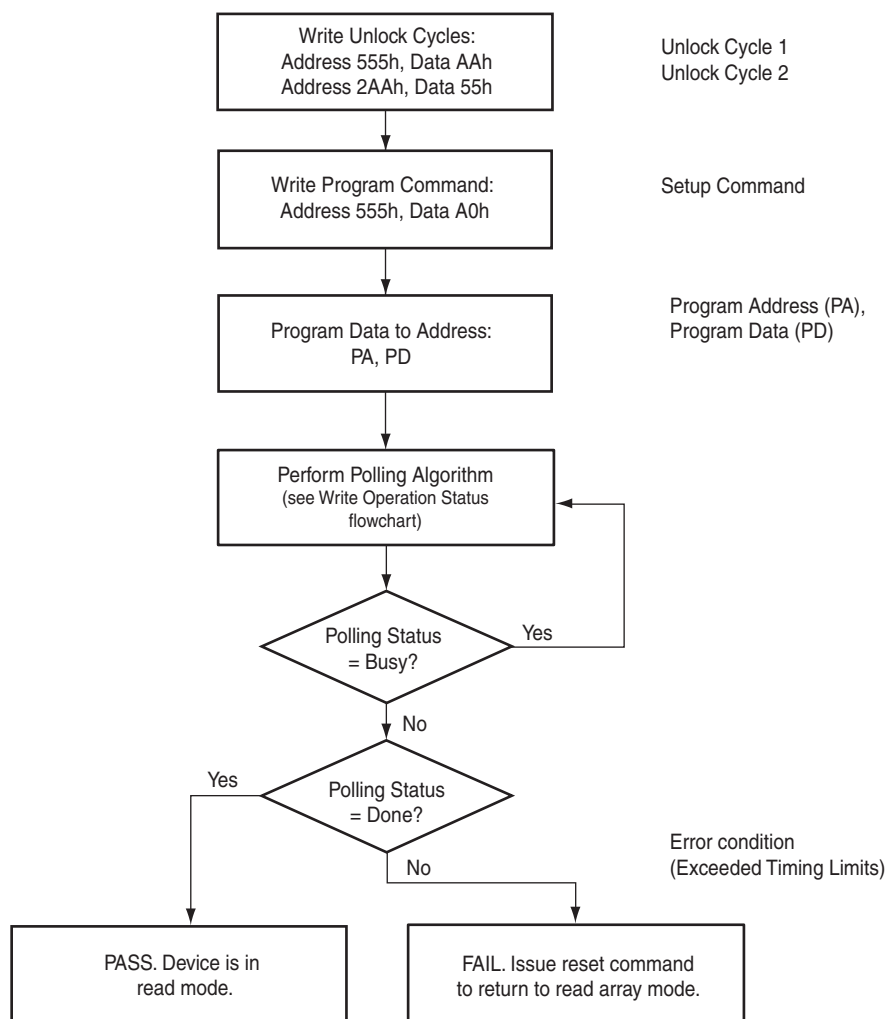 Write Unlock Cycles:
Address 555h, Data AAh
Address 2AAh, Data 55h
Unlock Cycle 1
Unlock Cycle 2
Write Program Command:
Address 555h, Data A0h
Setup Command
Program Data to Address:
PA, PD
Program Address (PA),
Program Data (PD)
Perform Polling Algorithm
(see Write Operation Status
flowchart)
Polling Status
= Busy?
Yes
No
Polling Status
= Done?
Yes
No
Error condition
(Exceeded Timing Limits)
PASS. Device is in
read mode.
FAIL. Issue reset command
to return to read array mode.